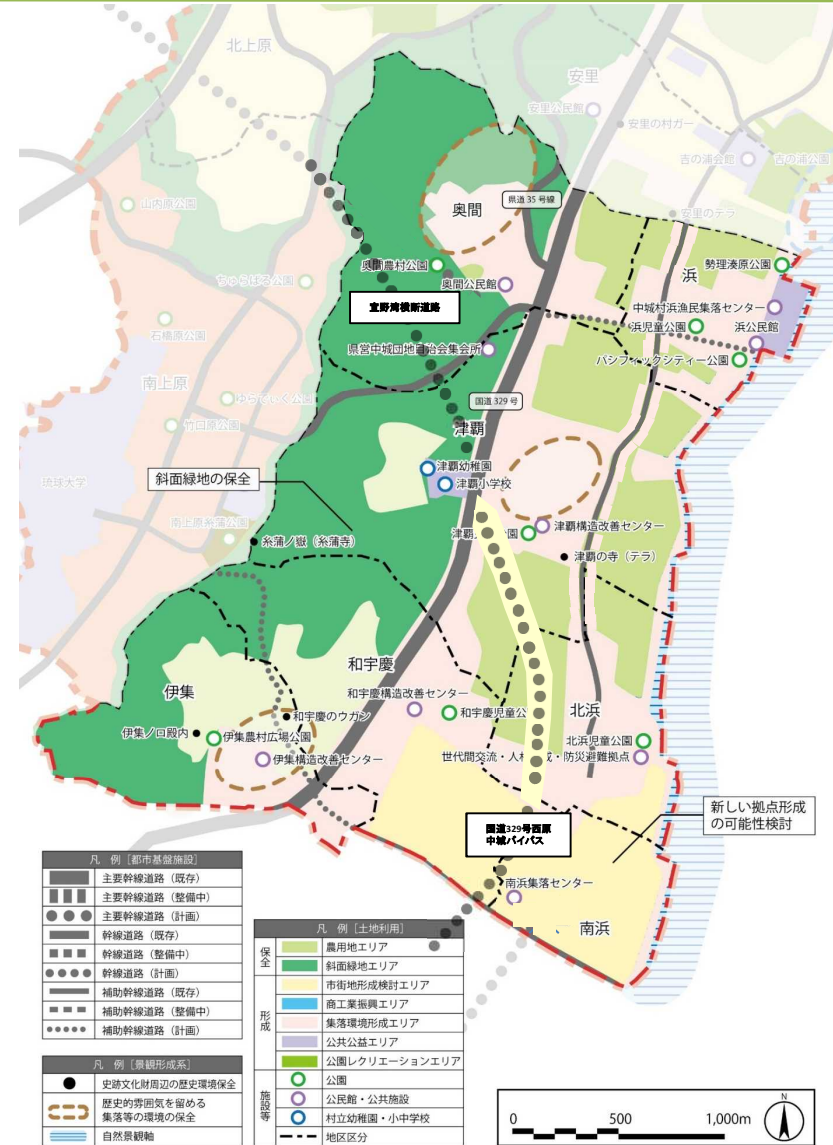 北上原
安里
安里公民館
安里の村ガー
吉の浦会館
吉の浦公園
山内原公園
奥間
県道35号線
安里のテラ
浜
勢理湊原公園
奥間農村公園
奥間公民館
ちゅらばる公園
宜野湾横断道路
中城村浜漁民集落センター
浜児童公園
浜公民館
石橋原公園
県営中城団地自治会集会所
パシフィックシティー公園
南上原
ゆらてぃく公園
国道329号
竹口原公園
津覇
津覇幼稚園
津覇小学校
斜面緑地の保全
琉球大学
南上原糸蒲公園
糸蒲ノ嶽(糸蒲寺)
津覇
園
津覇構造改善センター
津覇の寺(テラ)
和宇慶
伊集
和宇慶構造改善センター
北浜
和宇慶のウガン
和宇慶児童公
伊集ノロ殿内
伊集農村広場公園
北浜児童公園
伊集構造改善センター
世代間交流・人材
成・防災避難拠点
新しい拠点形成
の可能性検討
国道329号西原
中城バイパス
南浜集落センター
南浜
凡 例[都市基盤施設]
主要幹線道路(既存)
主要幹線道路(整備中)
主要幹線道路(計画)
幹線道路(既存)
幹線道路(整備中)
幹線道路(計画)
補助幹線道路(既存)
補助幹線道路(整備中)
補助幹線道路(計画)
凡 例[景観形成系]
史跡文化財周辺の歴史環境保全
歴史的雰囲気を留める
集落等の環境の保全
自然景観軸
凡 例[土地利用]
保全
農用地エリア
斜面緑地エリア
形成
市街地形成検討エリア
商工業振興エリア
集落環境形成エリア
公共公益エリア
公園レクリエーションエリア
施設等
公園
公民館・公共施設
村立幼稚園・小中学校
地区区分
0 500 1,000m
N